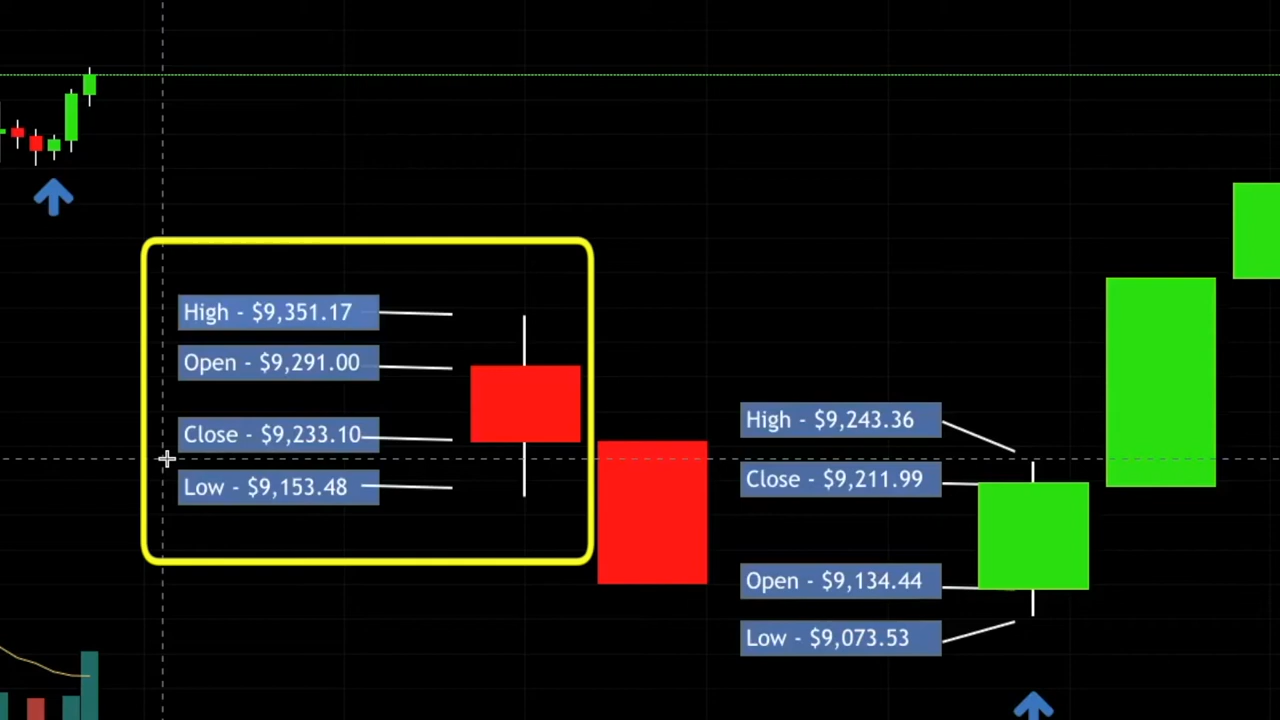 High - $9,351.17
Open - $9,291.00
Close - $9,233.10
Low - $9,153.48
High - $9,243.36
Close - $9,211.99
Open - $9,134.44
Low - $9,073.53